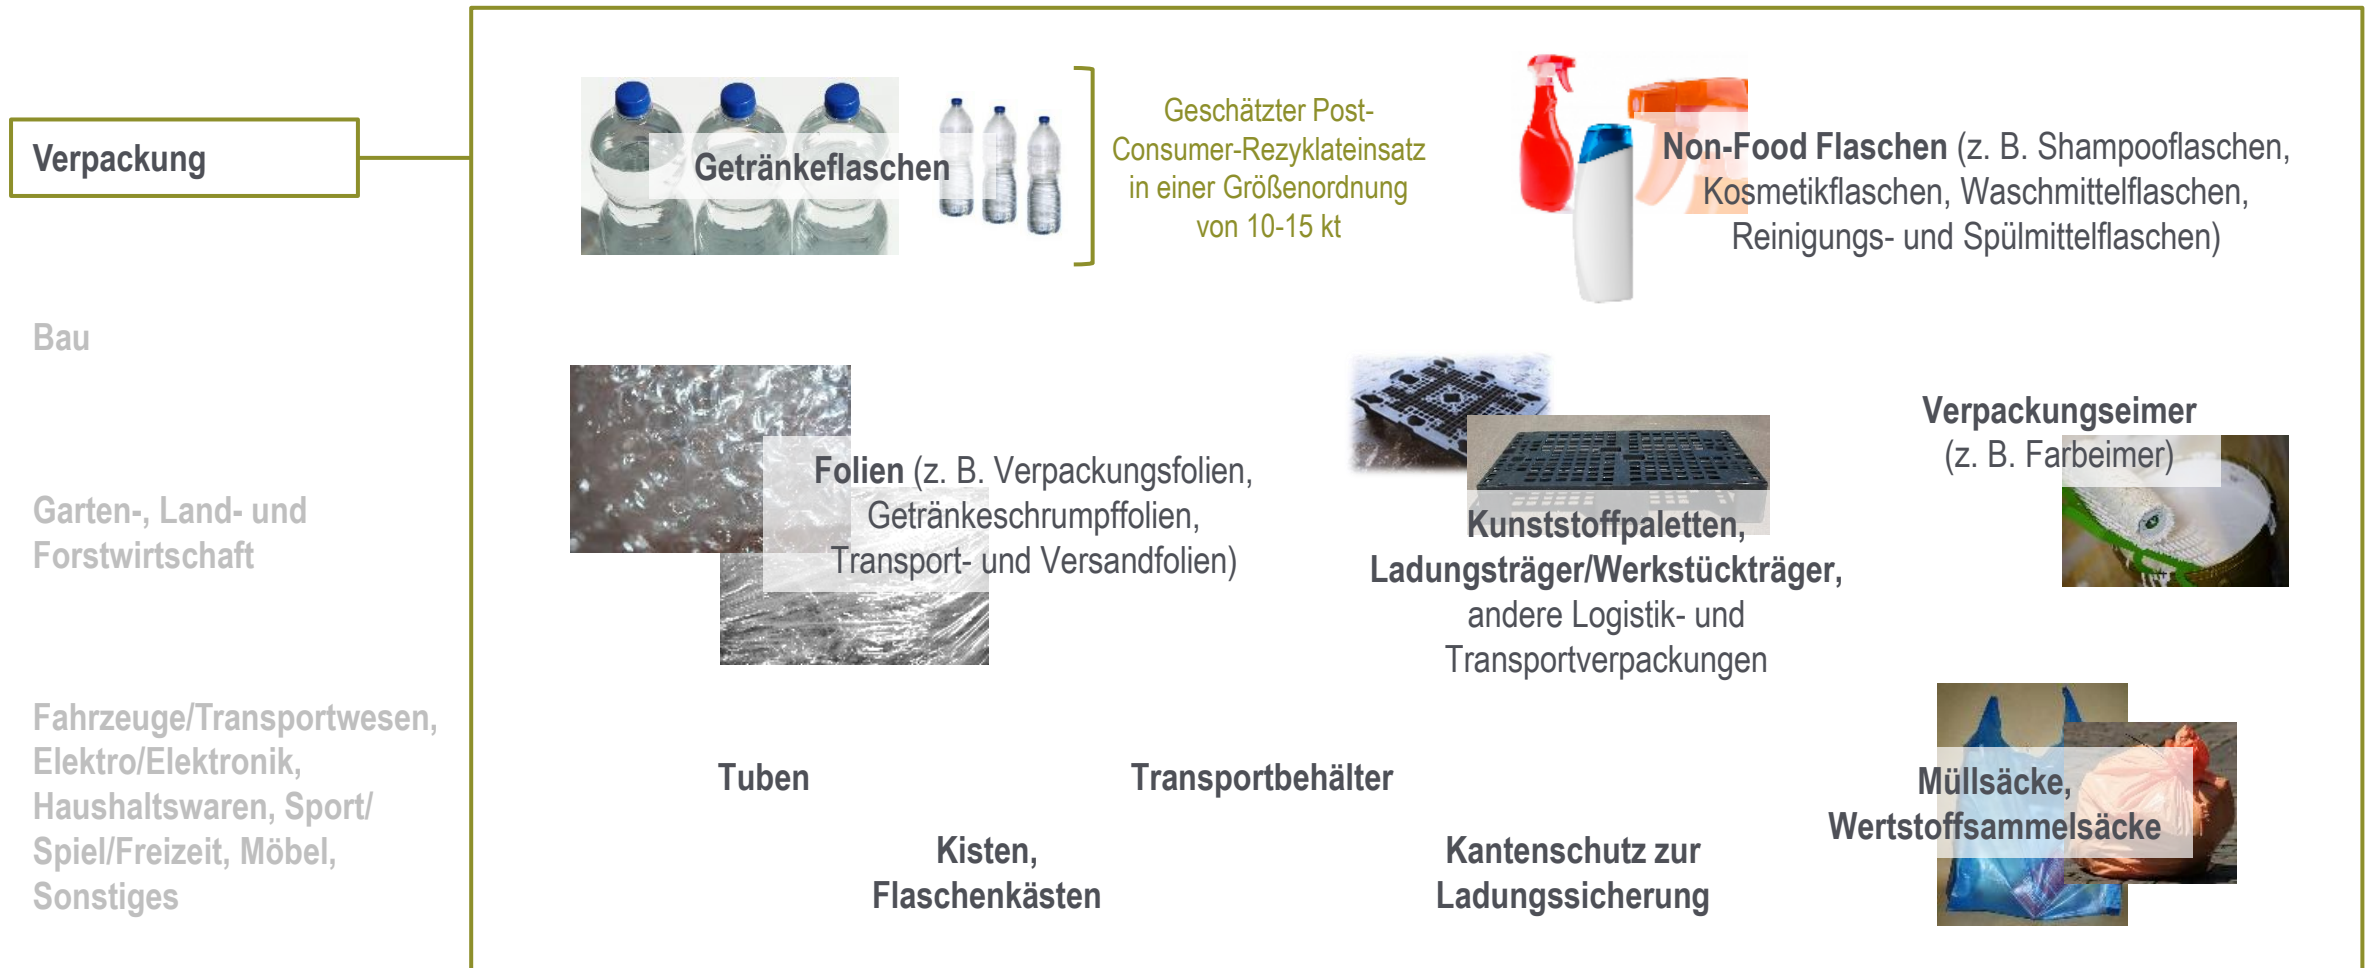 Verpackung
Bau
Garten-, Land- und
Forstwirtschaft
Fahrzeuge/Transportwesen,
Elektro/Elektronik,
Haushaltswaren, Sport/
Spiel/Freizeit, Möbel,
Sonstiges
Getränkeflaschen
Geschätzter Post-
Consumer-Rezyklateinsatz
in einer Größenordnung
von 10-15 kt
Non-Food Flaschen (z. B. Shampooflaschen,
Kosmetikflaschen, Waschmittelflaschen,
Reinigungs- und Spülmittelflaschen)
Folien (z. B. Verpackungsfolien,
Getränkeschrumpffolien,
Transport- und Versandfolien)
Kunststoffpaletten,
Ladungsträger/Werkstückträger,
andere Logistik- und
Transportverpackungen
Verpackungseimer
(z. B. Farbeimer)
Tuben
Transportbehälter
Müllsäcke,
Wertstoffsammelsäcke
Kisten,
Flaschenkästen
Kantenschutz zur
Ladungssicherung